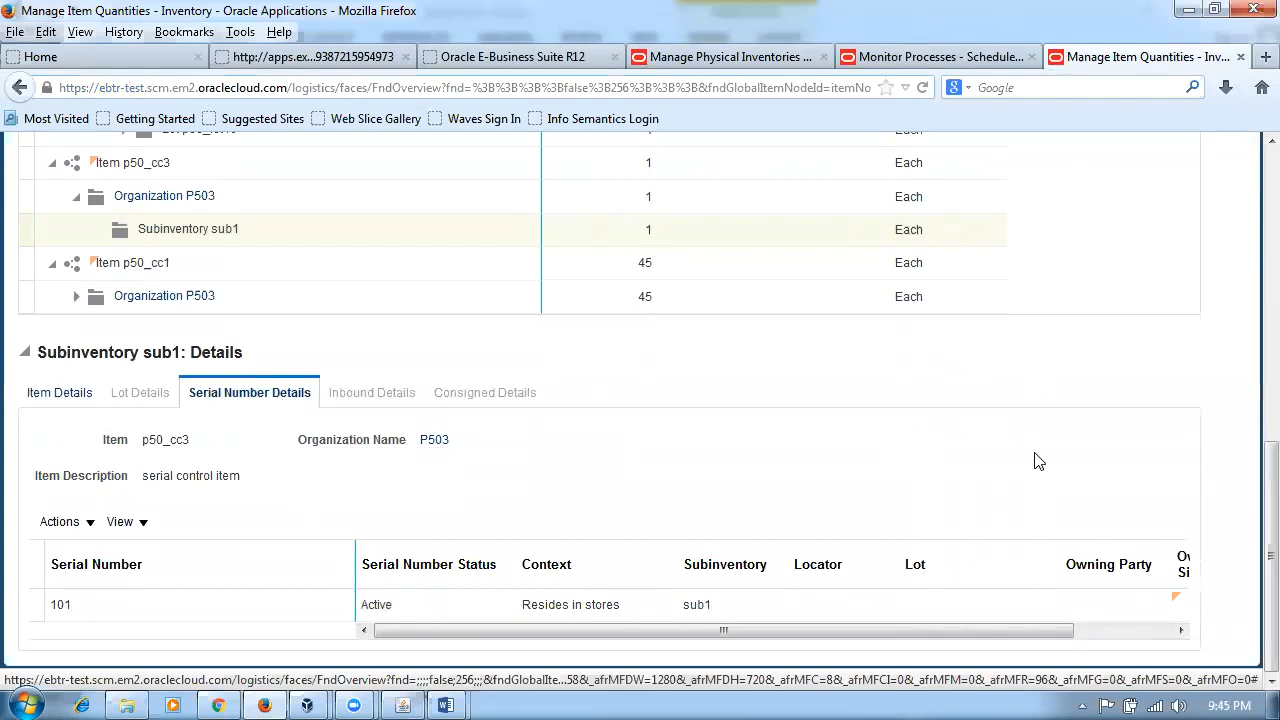 Manage Item Quantities - Inventory - Oracle Applications - Mozilla Firefox
File Edit View History Bookmarks Tools Help
Home http://apps.ex...9387215954973 Oracle E-Business Suite R12 Manage Physical Inventories ... Monitor Processes - Schedule... Manage Item Quantities - Inv...
https://ebtr-test.scm.em2.oraclecloud.com/logistics/faces/FndOverview?fnd=%3B%3B%3B%3Bfalse%3B256%3B%3B%3B&fndGlobalItemNodeId=itemNo Google
Most Visited Getting Started Suggested Sites Web Slice Gallery Waves Sign In Info Semantics Login
Each
Item p50_cc3 1 Each
Organization P503 1 Each
Subinventory sub1 1 Each
Item p50_cc1 45 Each
Organization P503 45 Each
Subinventory sub1: Details
Item Details Lot Details Serial Number Details Inbound Details Consigned Details
Item p50_cc3 Organization Name P503
Item Description serial control item
Actions View
Serial Number Serial Number Status Context Subinventory Locator Lot Owning Party
101 Active Resides in stores sub1
https://ebtr-test.scm.em2.oraclecloud.com/logistics/faces/FndOverview?fnd=;;;;false;256;;;&fndGlobalIte...58&_afrMFDW=1280&_afrMFDH=720&_afrMFC=8&_afrMFCI=0&_afrMFM=0&_afrMFR=96&_afrMFG=0&_afrMFS=0&_afrMFO=0#
9:45 PM